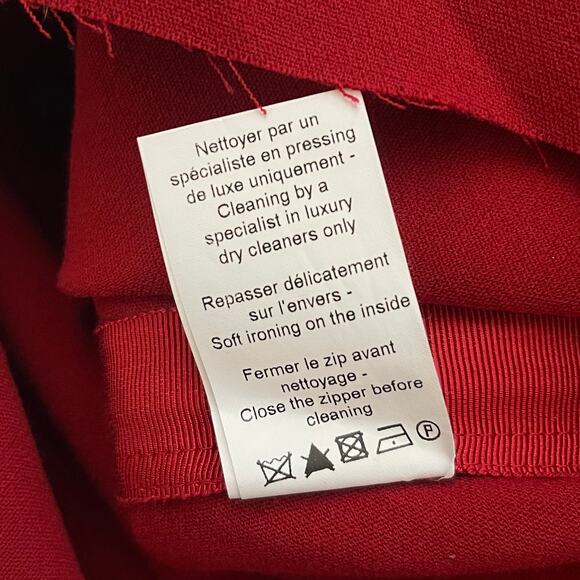 Nettoyer par un
spécialiste en pressing
de luxe uniquement -
Cleaning by a
specialist in luxury
dry cleaners only
Repasser délicatement
sur l'envers -
Soft ironing on the inside
Fermer le zip avant
nettoyage -
Close the zipper before
cleaning
P